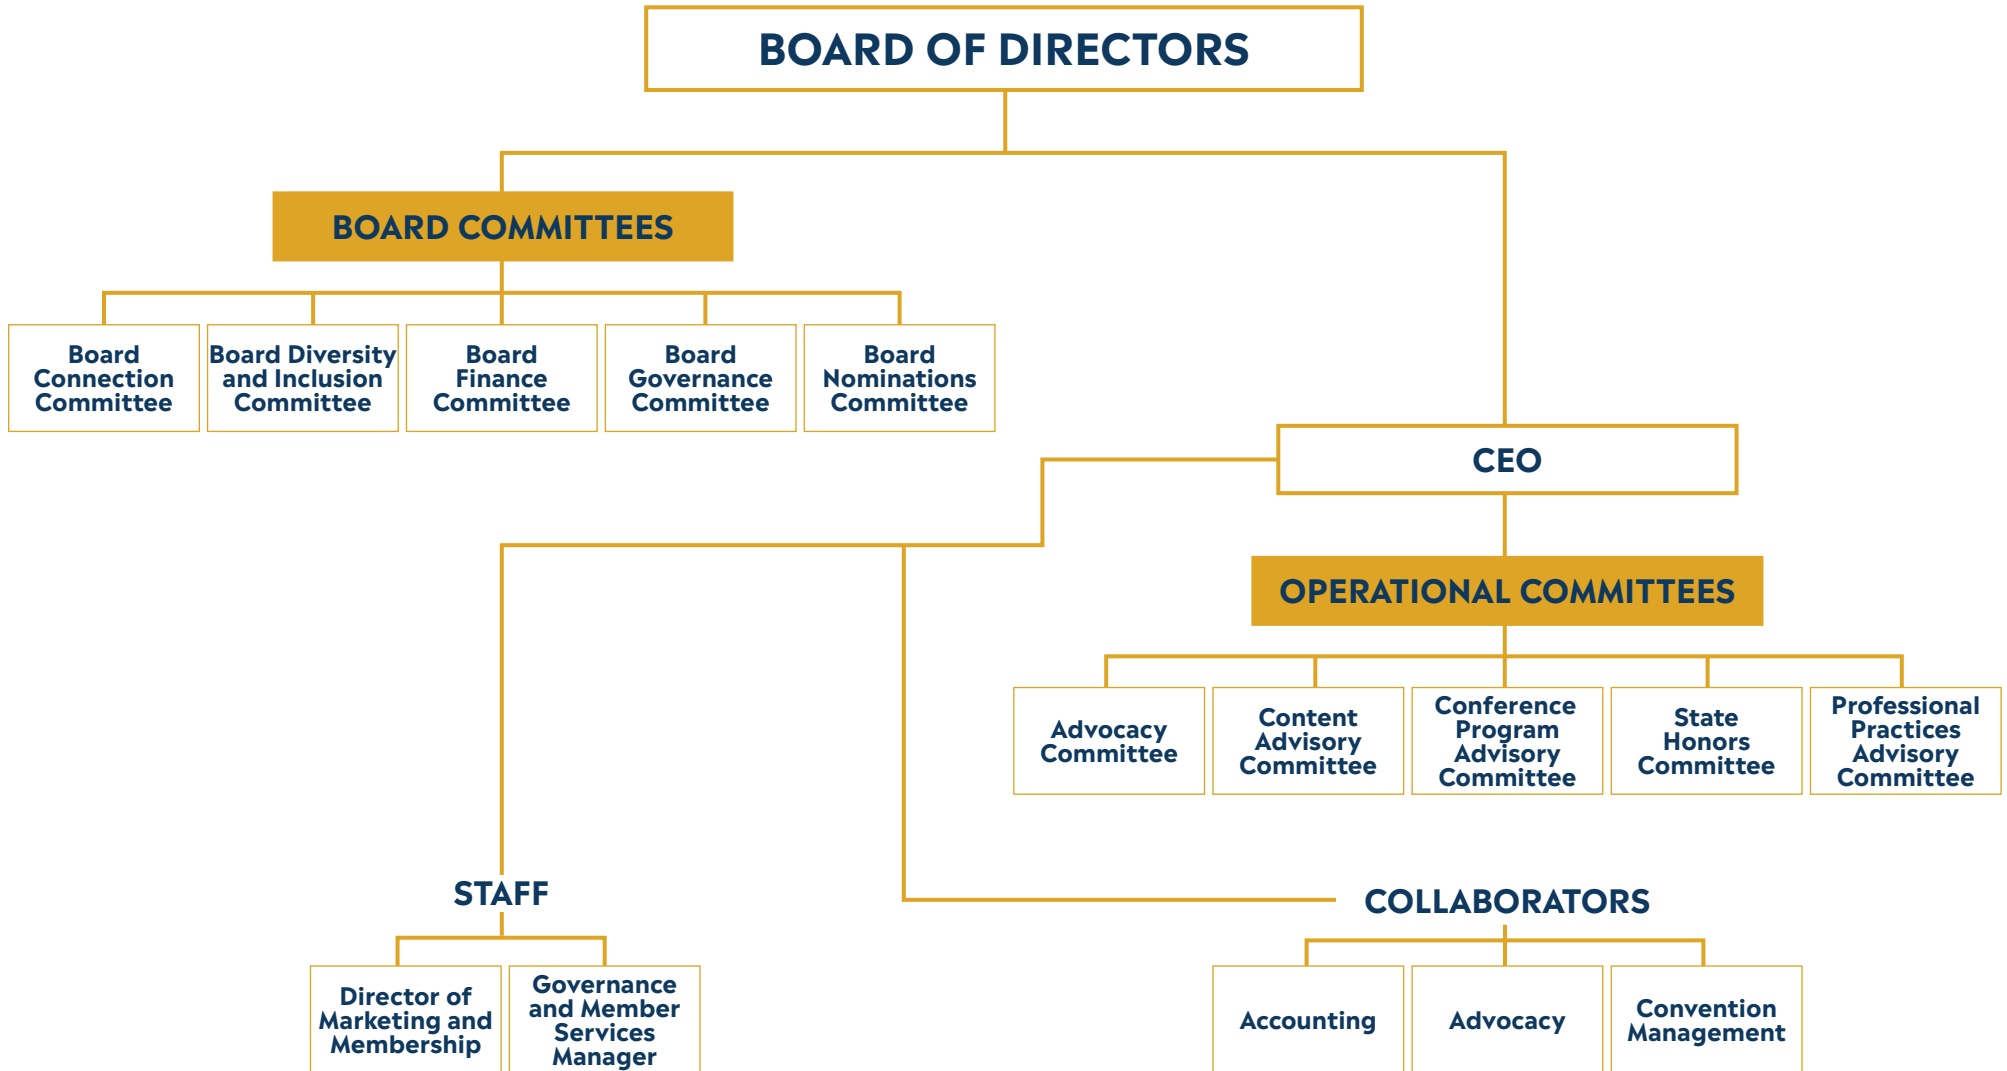 BOARD OF DIRECTORS
BOARD COMMITTEES
Board
Connection
Committee
Board Diversity
and Inclusion
Committee
Board
Finance
Committee
Board
Governance
Committee
Board
Nominations
Committee
CEO
OPERATIONAL COMMITTEES
Advocacy
Committee
Content
Advisory
Committee
Conference
Program
Advisory
Committee
State
Honors
Committee
Professional
Practices
Advisory
Committee
STAFF
Director of
Marketing and
Membership
Governance
and Member
Services
Manager
COLLABORATORS
Accounting
Advocacy
Convention
Management